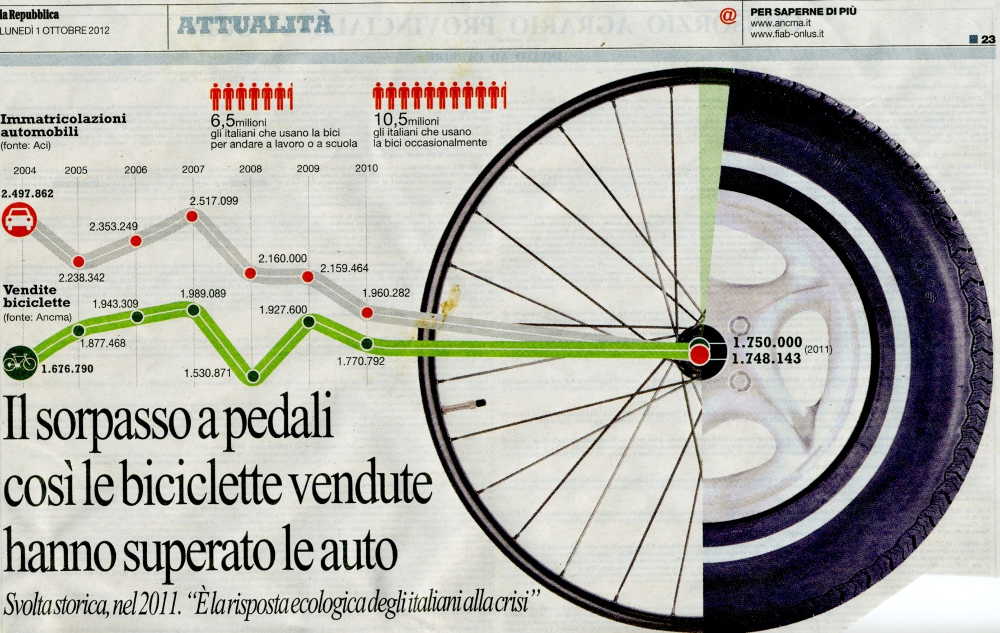 la Repubblica
LUNEDÌ 1 OTTOBRE 2012
ATTUALITÀ
@
PER SAPERNE DI PIÙ
www.ancma.it
www.fiab-onlus.it
23
6,5milioni
gli italiani che usano la bici
per andare a lavoro o a scuola
10,5milioni
gli italiani che usano
la bici occasionalmente
Immatricolazioni
automobili
(fonte: Aci)
2004 2005 2006 2007 2008 2009 2010
2.497.862
2.238.342
2.353.249
2.517.099
2.160.000
2.159.464
1.960.282
Vendite
biciclette
(fonte: Ancma)
1.676.790
1.877.468
1.943.309
1.989.089
1.530.871
1.927.600
1.770.792
1.750.000
1.748.143
(2011)
Il sorpasso a pedali
così le biciclette vendute
hanno superato le auto
Svolta storica, nel 2011. “È la risposta ecologica degli italiani alla crisi”